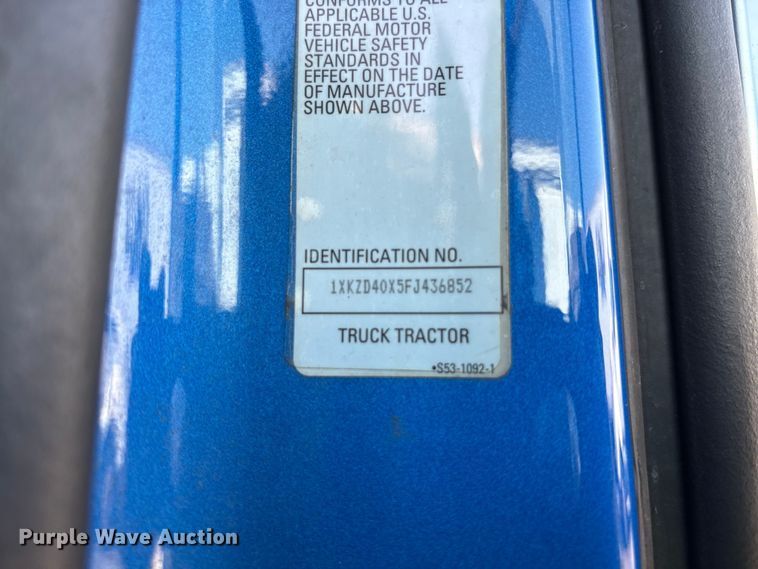 CONFORMS TO ALL
APPLICABLE U.S.
FEDERAL MOTOR
VEHICLE SAFETY
STANDARDS IN
EFFECT ON THE DATE
OF MANUFACTURE
SHOWN ABOVE.
IDENTIFICATION NO.
1XKZD40X5FJ436852
TRUCK TRACTOR
•S53-1092-1
Purple Wave Auction